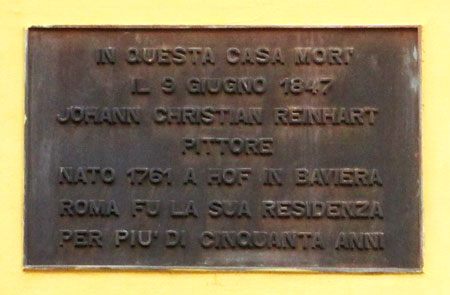 IN QUESTA CASA MORI'
IL 9 GIUGNO 1847
JOHANN CHRISTIAN REINHART
PITTORE
NATO 1761 A HOF IN BAVIERA
ROMA FU LA SUA RESIDENZA
PER PIU' DI CINQUANTA ANNI